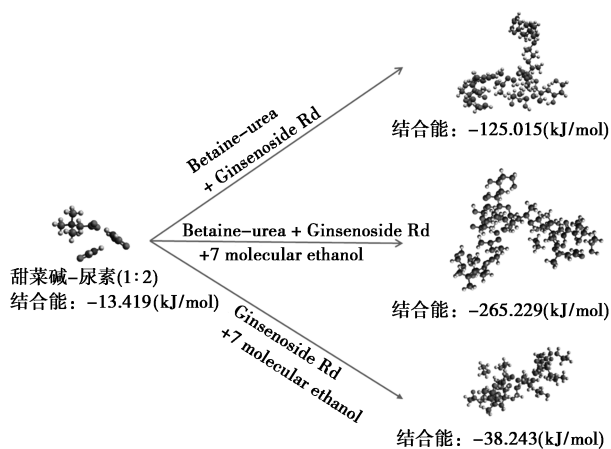 Betaine-urea
+ Ginsenoside Rd
结合能：-125.015(kJ/mol)
Betaine-urea + Ginsenoside Rd
+7 molecular ethanol
结合能：-265.229(kJ/mol)
甜菜碱-尿素(1:2)
结合能：-13.419(kJ/mol)
Ginsenoside Rd
+7 molecular ethanol
结合能：-38.243(kJ/mol)